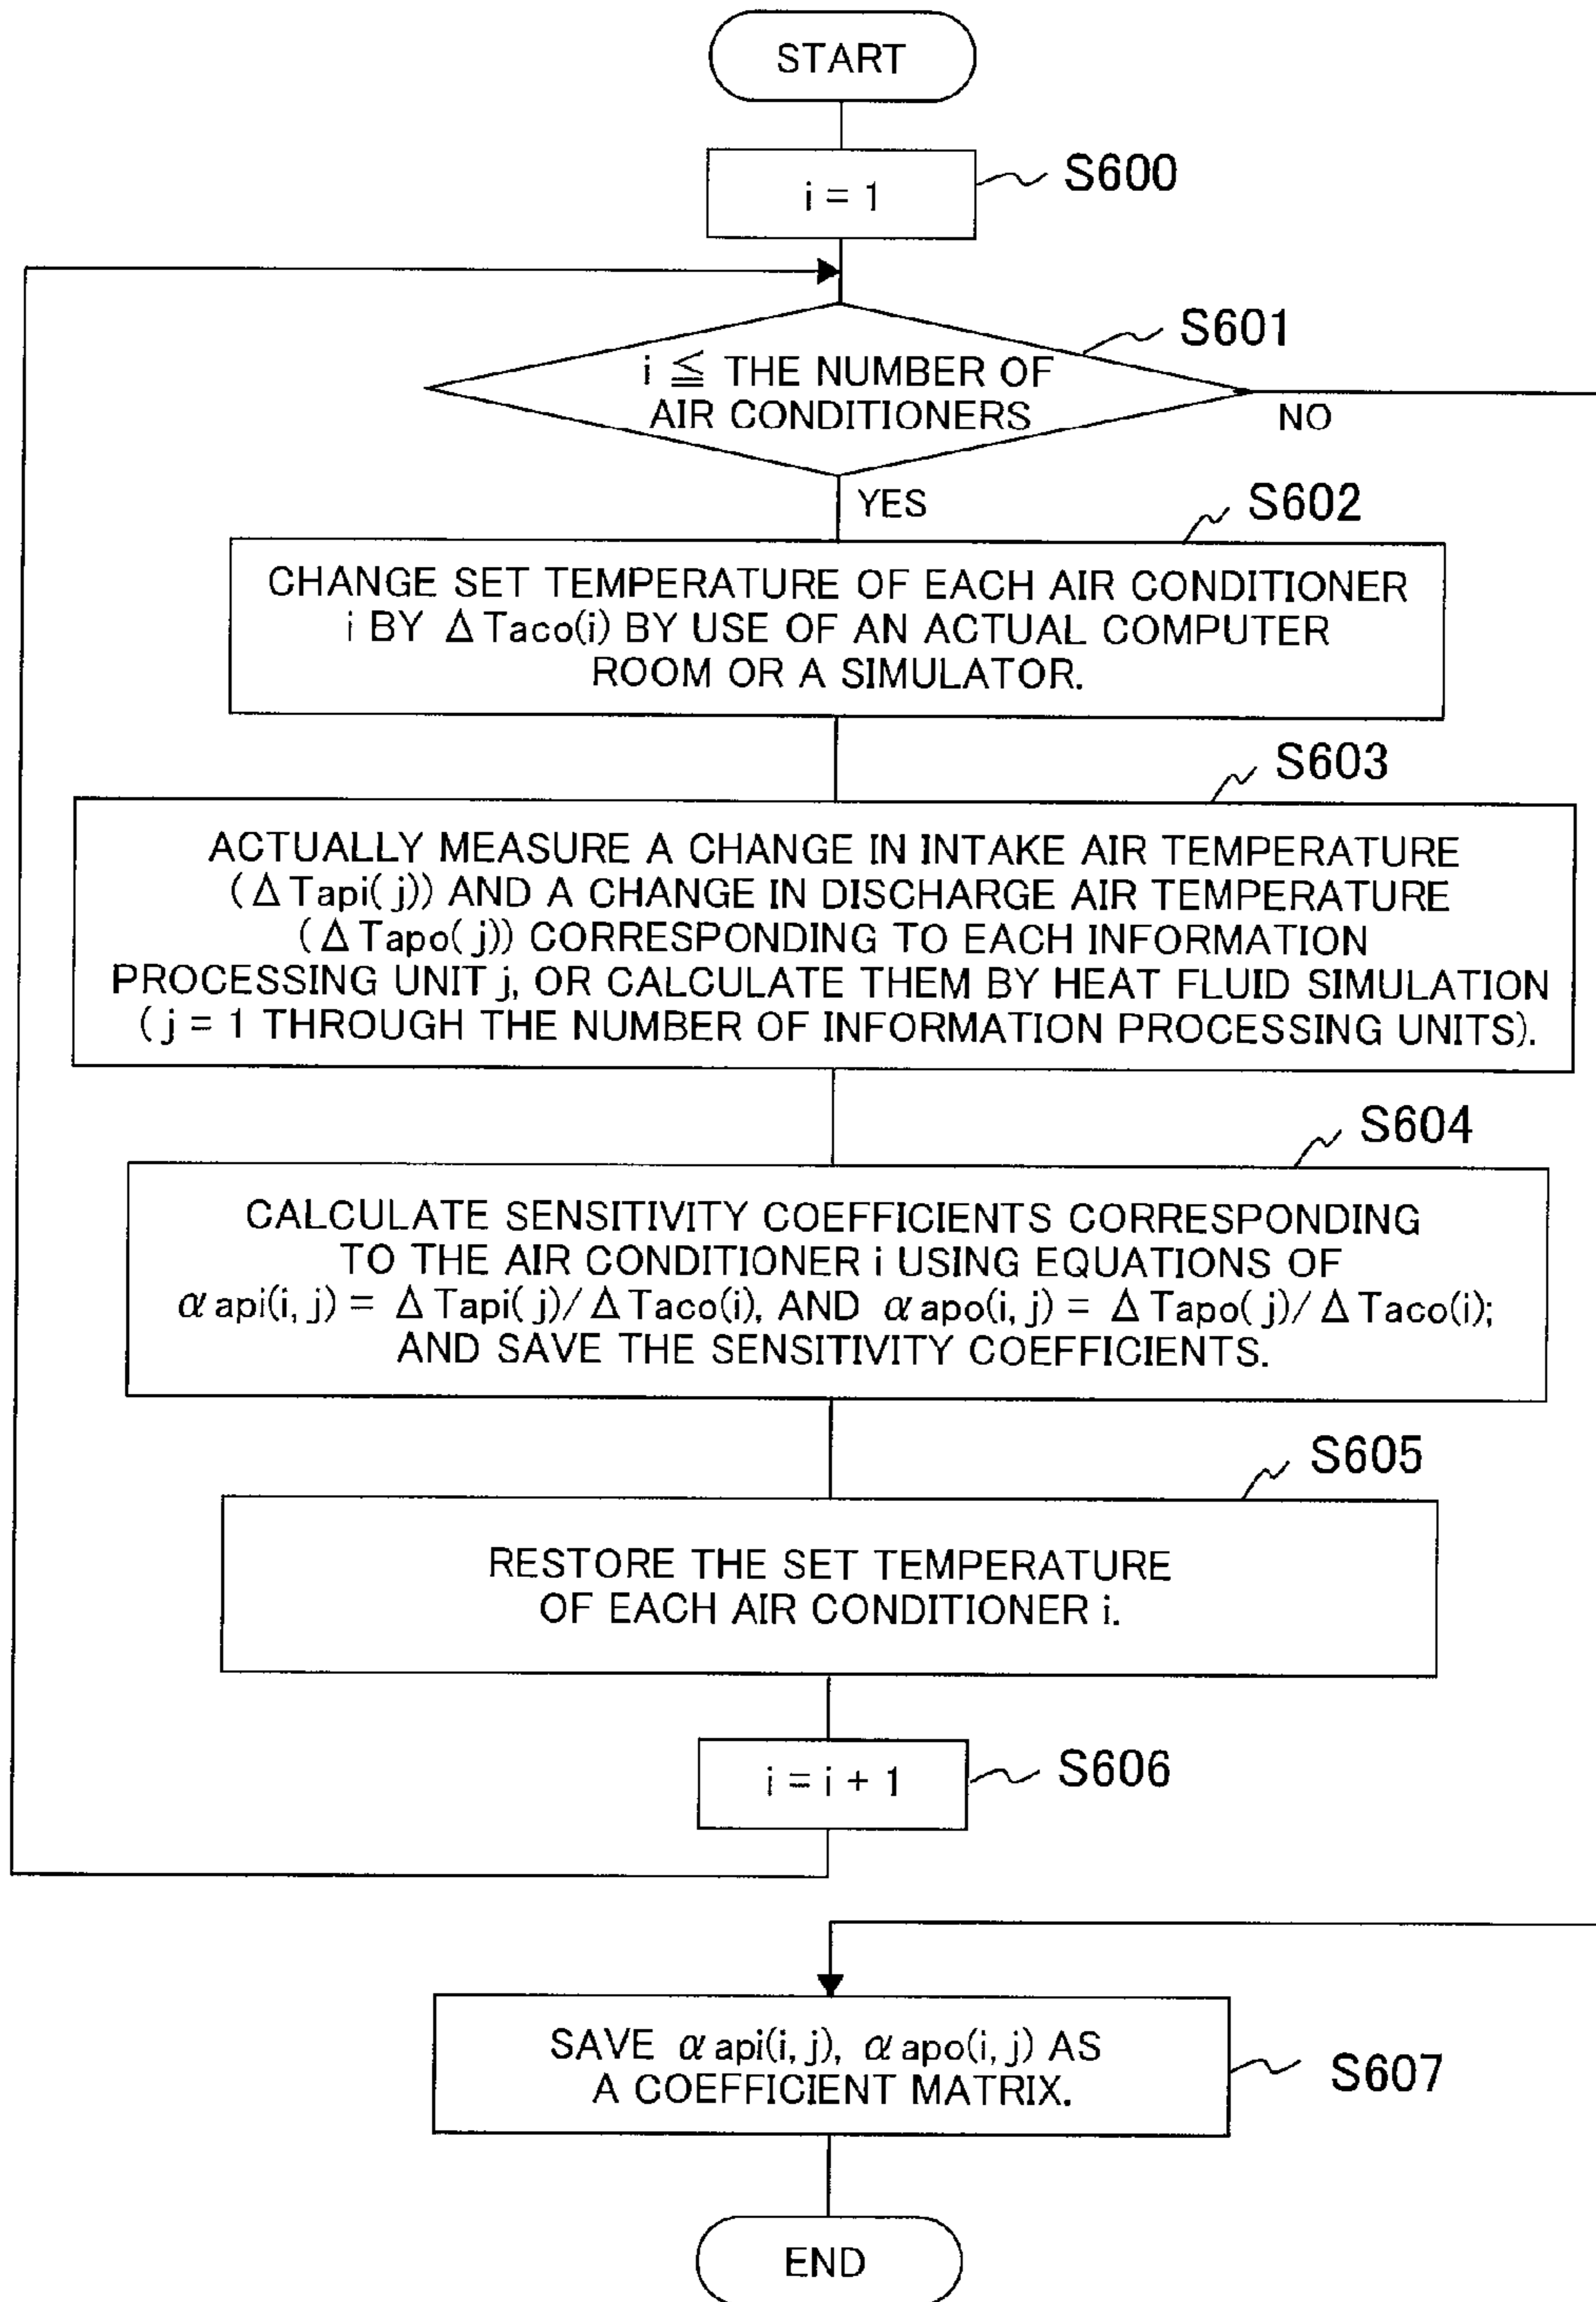 START
i = 1
S600
S601
i ≦ THE NUMBER OF
AIR CONDITIONERS
NO
YES
S602
CHANGE SET TEMPERATURE OF EACH AIR CONDITIONER
i BY ΔTaco(i) BY USE OF AN ACTUAL COMPUTER
ROOM OR A SIMULATOR.
S603
ACTUALLY MEASURE A CHANGE IN INTAKE AIR TEMPERATURE
(ΔTapi(j)) AND A CHANGE IN DISCHARGE AIR TEMPERATURE
(ΔTapo(j)) CORRESPONDING TO EACH INFORMATION
PROCESSING UNIT j, OR CALCULATE THEM BY HEAT FLUID SIMULATION
(j = 1 THROUGH THE NUMBER OF INFORMATION PROCESSING UNITS).
S604
CALCULATE SENSITIVITY COEFFICIENTS CORRESPONDING
TO THE AIR CONDITIONER i USING EQUATIONS OF
αapi(i, j) = ΔTapi(j)/ΔTaco(i), AND αapo(i, j) = ΔTapo(j)/ΔTaco(i);
AND SAVE THE SENSITIVITY COEFFICIENTS.
S605
RESTORE THE SET TEMPERATURE
OF EACH AIR CONDITIONER i.
i = i + 1
S606
SAVE αapi(i, j), αapo(i, j) AS
A COEFFICIENT MATRIX.
S607
END